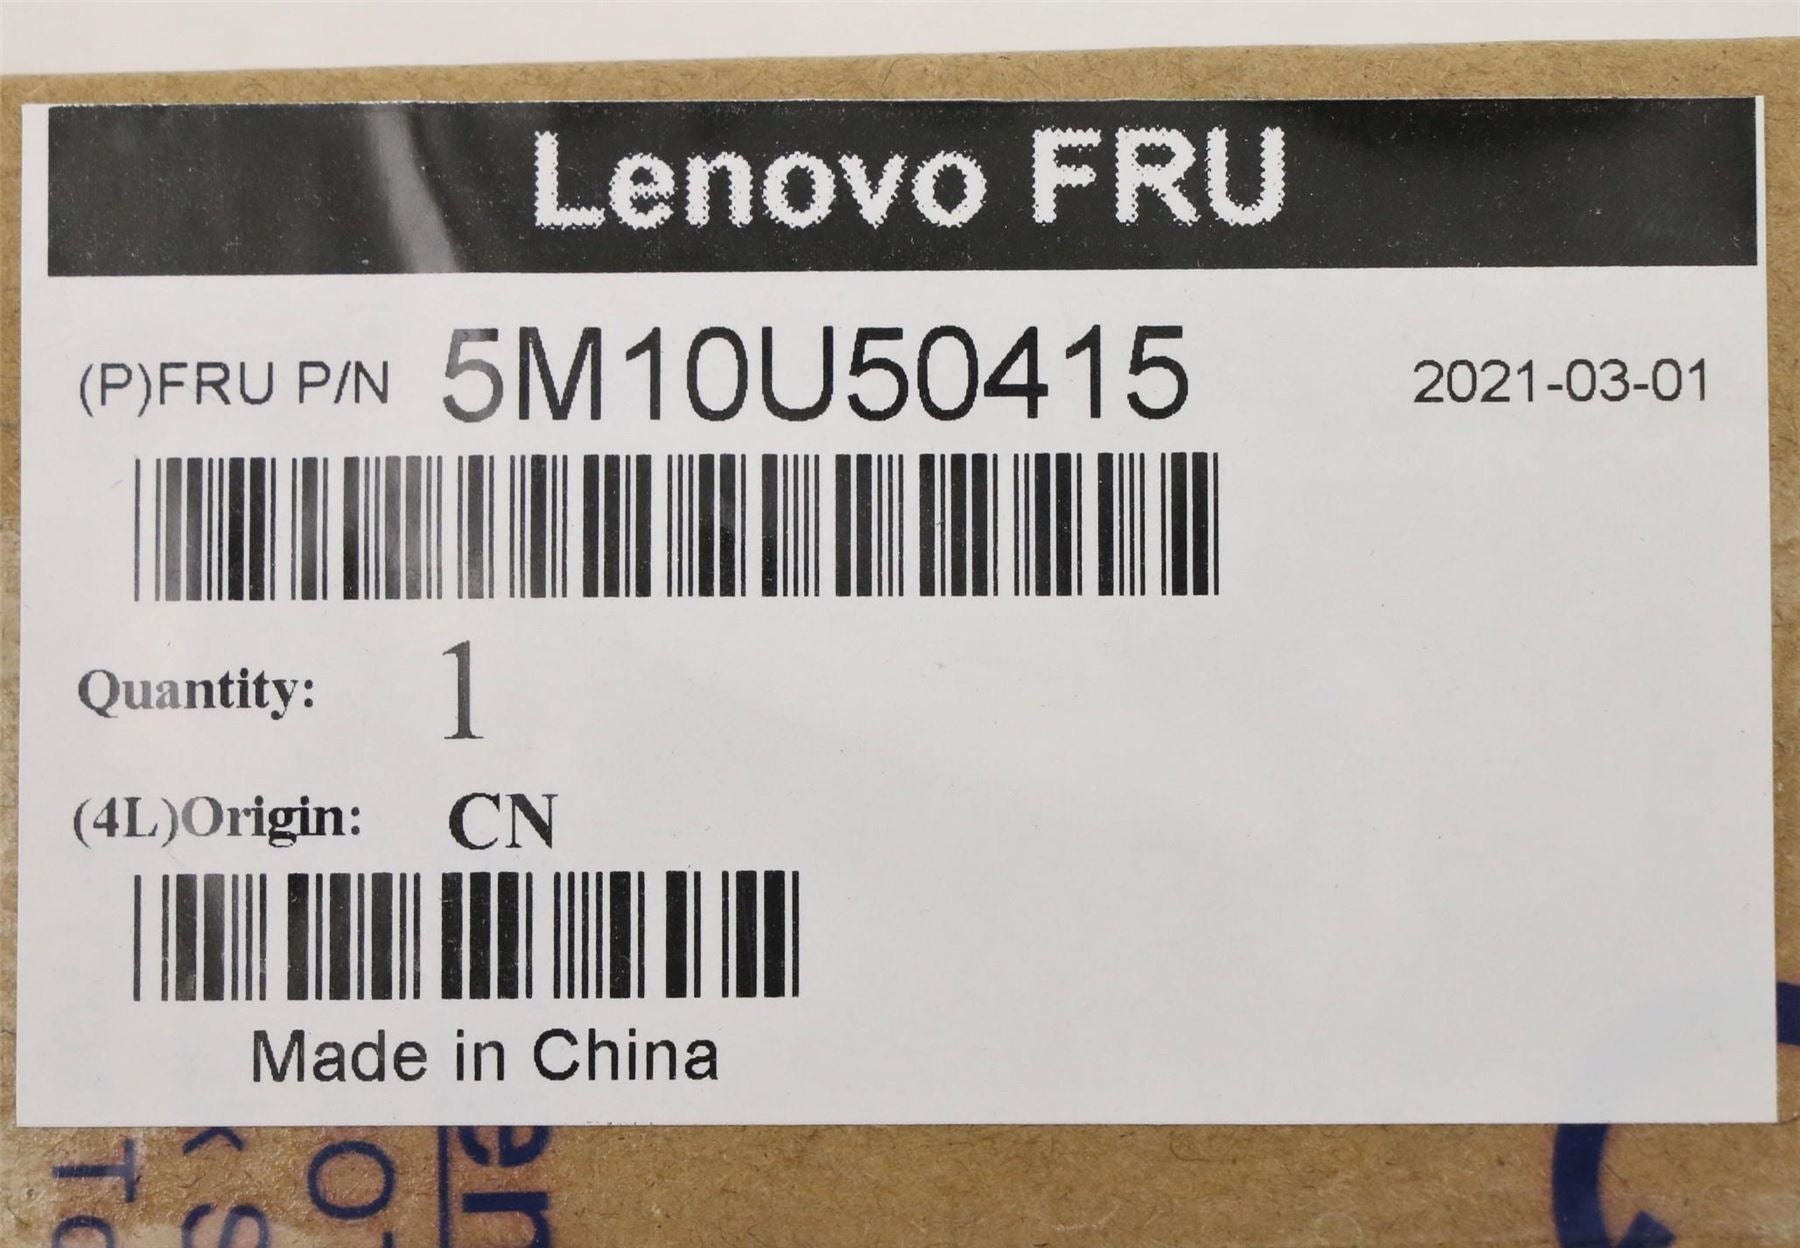 Lenovo FRU
(P)FRU P/N 5M10U50415 2021-03-01
Quantity: 1
(4L)Origin: CN
Made in China